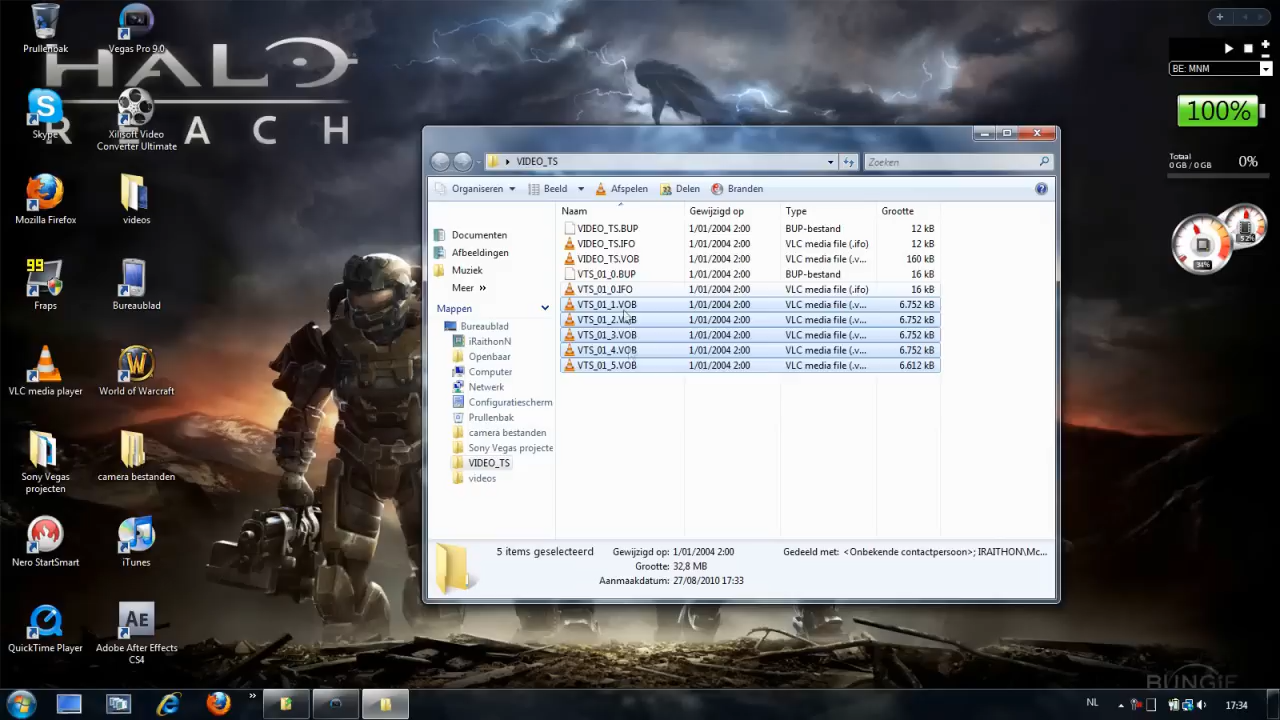 Prullenbak
Vegas Pro 9.0
HALO
REACH
Skype
Xilisoft Video
Converter Ultimate
Mozilla Firefox
videos
99
Fraps
Bureaublad
VLC media player
World of Warcraft
Sony Vegas
projecten
camera bestanden
Nero StartSmart
iTunes
QuickTime Player
AE
Adobe After Effects
CS4
VIDEO_TS
Zoeken
Organiseren
Beeld
Afspelen
Delen
Branden
Naam Gewijzigd op Type Grootte
VIDEO_TS.BUP 1/01/2004 2:00 BUP-bestand 12 kB
VIDEO_TS.IFO 1/01/2004 2:00 VLC media file (.ifo) 12 kB
VIDEO_TS.VOB 1/01/2004 2:00 VLC media file (.v... 160 kB
VTS_01_0.BUP 1/01/2004 2:00 BUP-bestand 16 kB
VTS_01_0.IFO 1/01/2004 2:00 VLC media file (.ifo) 16 kB
VTS_01_1.VOB 1/01/2004 2:00 VLC media file (.v... 6.752 kB
VTS_01_2.VOB 1/01/2004 2:00 VLC media file (.v... 6.752 kB
VTS_01_3.VOB 1/01/2004 2:00 VLC media file (.v... 6.752 kB
VTS_01_4.VOB 1/01/2004 2:00 VLC media file (.v... 6.752 kB
VTS_01_5.VOB 1/01/2004 2:00 VLC media file (.v... 6.612 kB
Documenten
Afbeeldingen
Muziek
Meer »
Mappen
Bureaublad
iRaithonN
Openbaar
Computer
Netwerk
Configuratiescherm
Prullenbak
camera bestanden
Sony Vegas projecte
VIDEO_TS
videos
5 items geselecteerd
Gewijzigd op: 1/01/2004 2:00
Grootte: 32,8 MB
Aanmaakdatum: 27/08/2010 17:33
Gedeeld met: <Onbekende contactpersoon>; IRAITHON\Mc...
BE: MNM
100%
Totaal
0 GB / 0 GB 0%
34%
52%
BUNGIE
NL
17:34